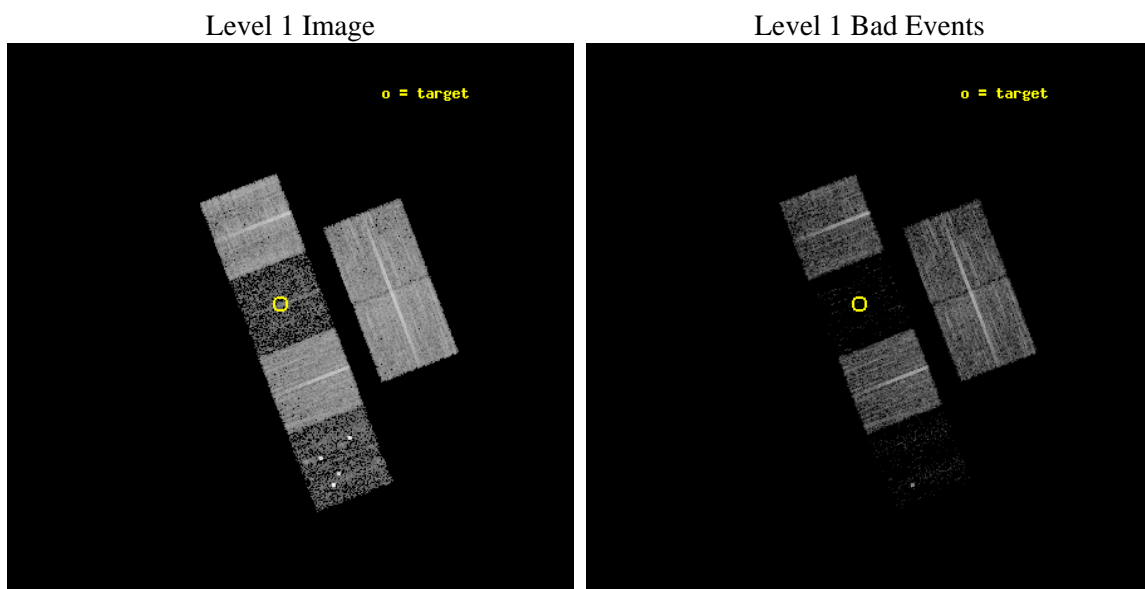 Level 1 Image
Level 1 Bad Events
o = target
o = target